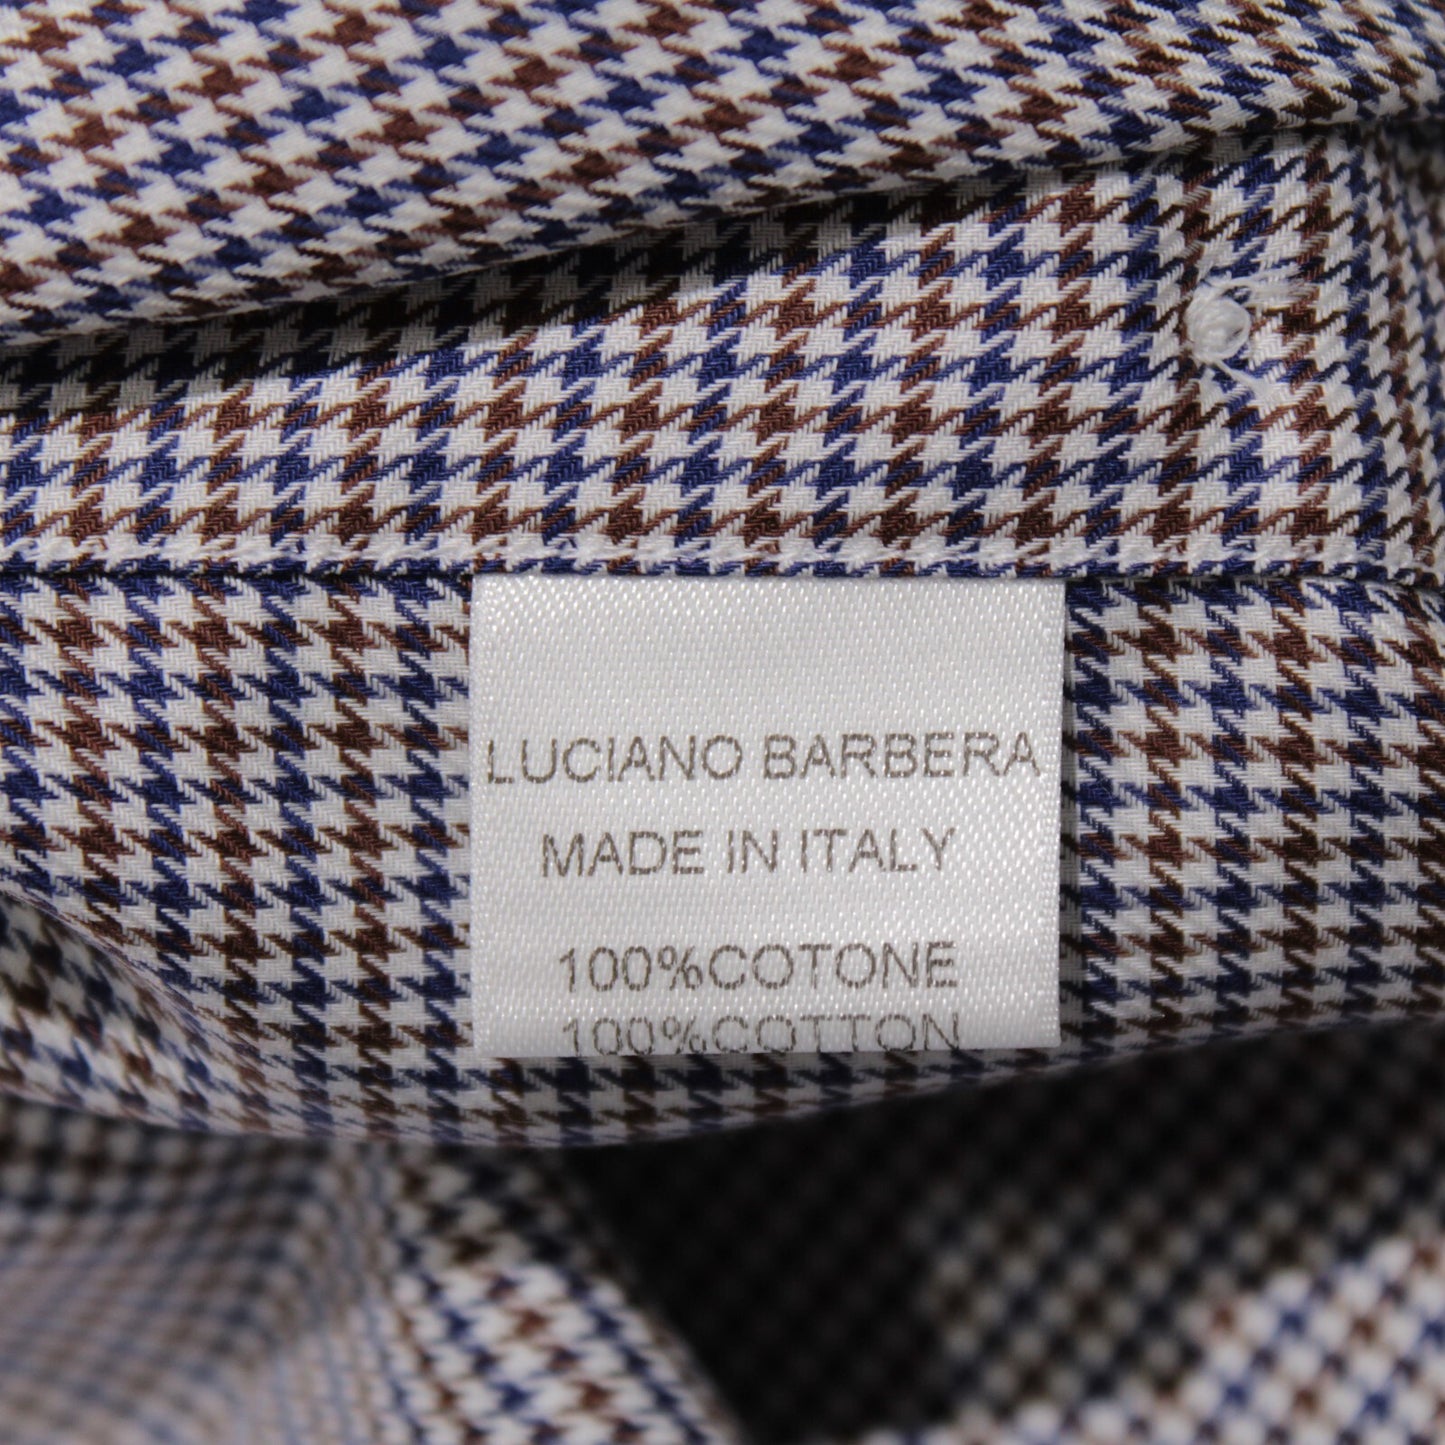 LUCIANO BARBERA
MADE IN ITALY
100%COTONE
100%COTTON